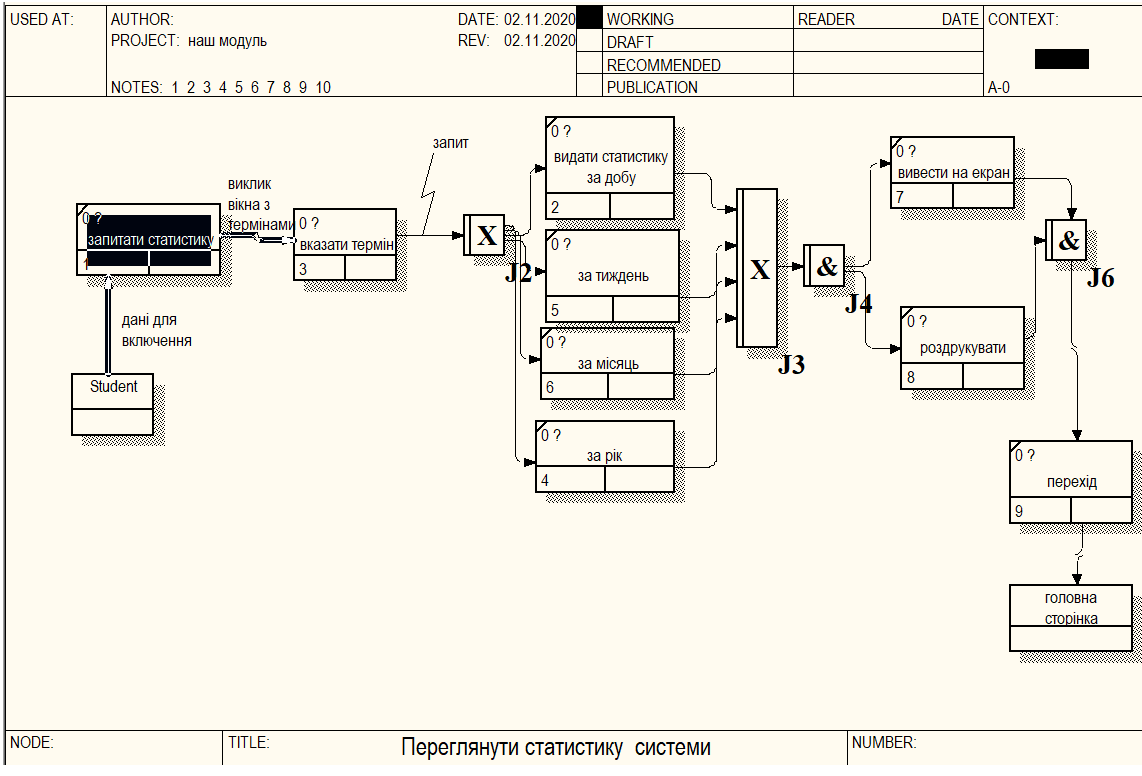 USED AT:
AUTHOR:
DATE: 02.11.2020
PROJECT: наш модуль
REV: 02.11.2020
NOTES: 1 2 3 4 5 6 7 8 9 10
WORKING
DRAFT
RECOMMENDED
PUBLICATION
READER
DATE
CONTEXT:
A-0
0 ?
запитати статистику
1
виклик
вікна з
термінами
дані для
включення
Student
0 ?
вказати термін
3
запит
X
J2
0 ?
видати статистику
за добу
2
0 ?
за тиждень
5
0 ?
за місяць
6
0 ?
за рік
4
X
J3
&
J4
0 ?
вивести на екран
7
0 ?
роздрукувати
8
&
J6
0 ?
перехід
9
головна
сторінка
NODE:
TITLE:
Переглянути статистику системи
NUMBER: